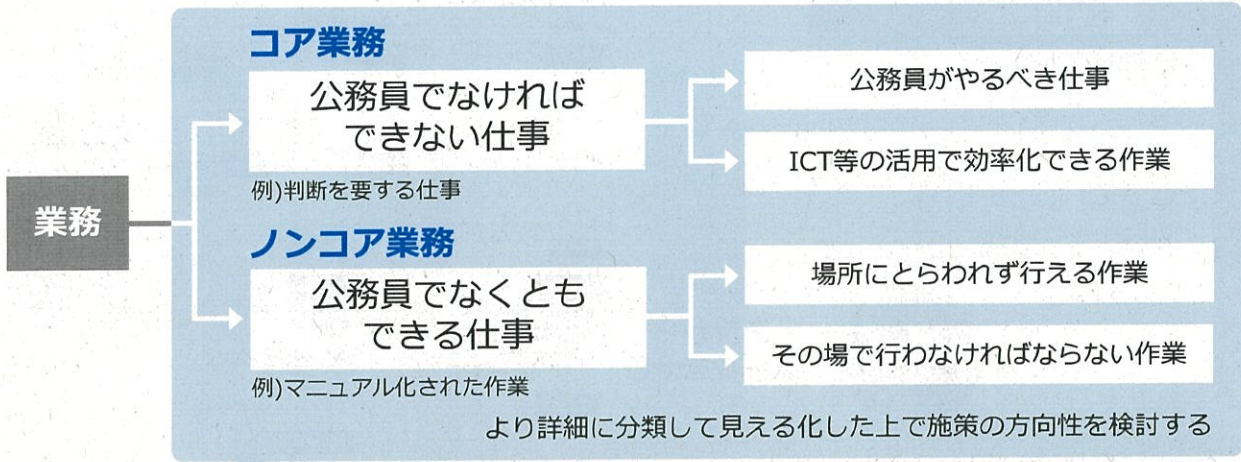 業務
コア業務
公務員でなければ
できない仕事
例)判断を要する仕事
公務員がやるべき仕事
ICT等の活用で効率化できる作業
ノンコア業務
公務員でなくとも
できる仕事
例)マニュアル化された作業
場所にとらわれず行える作業
その場で行わなければならない作業
より詳細に分類して見える化した上で施策の方向性を検討する